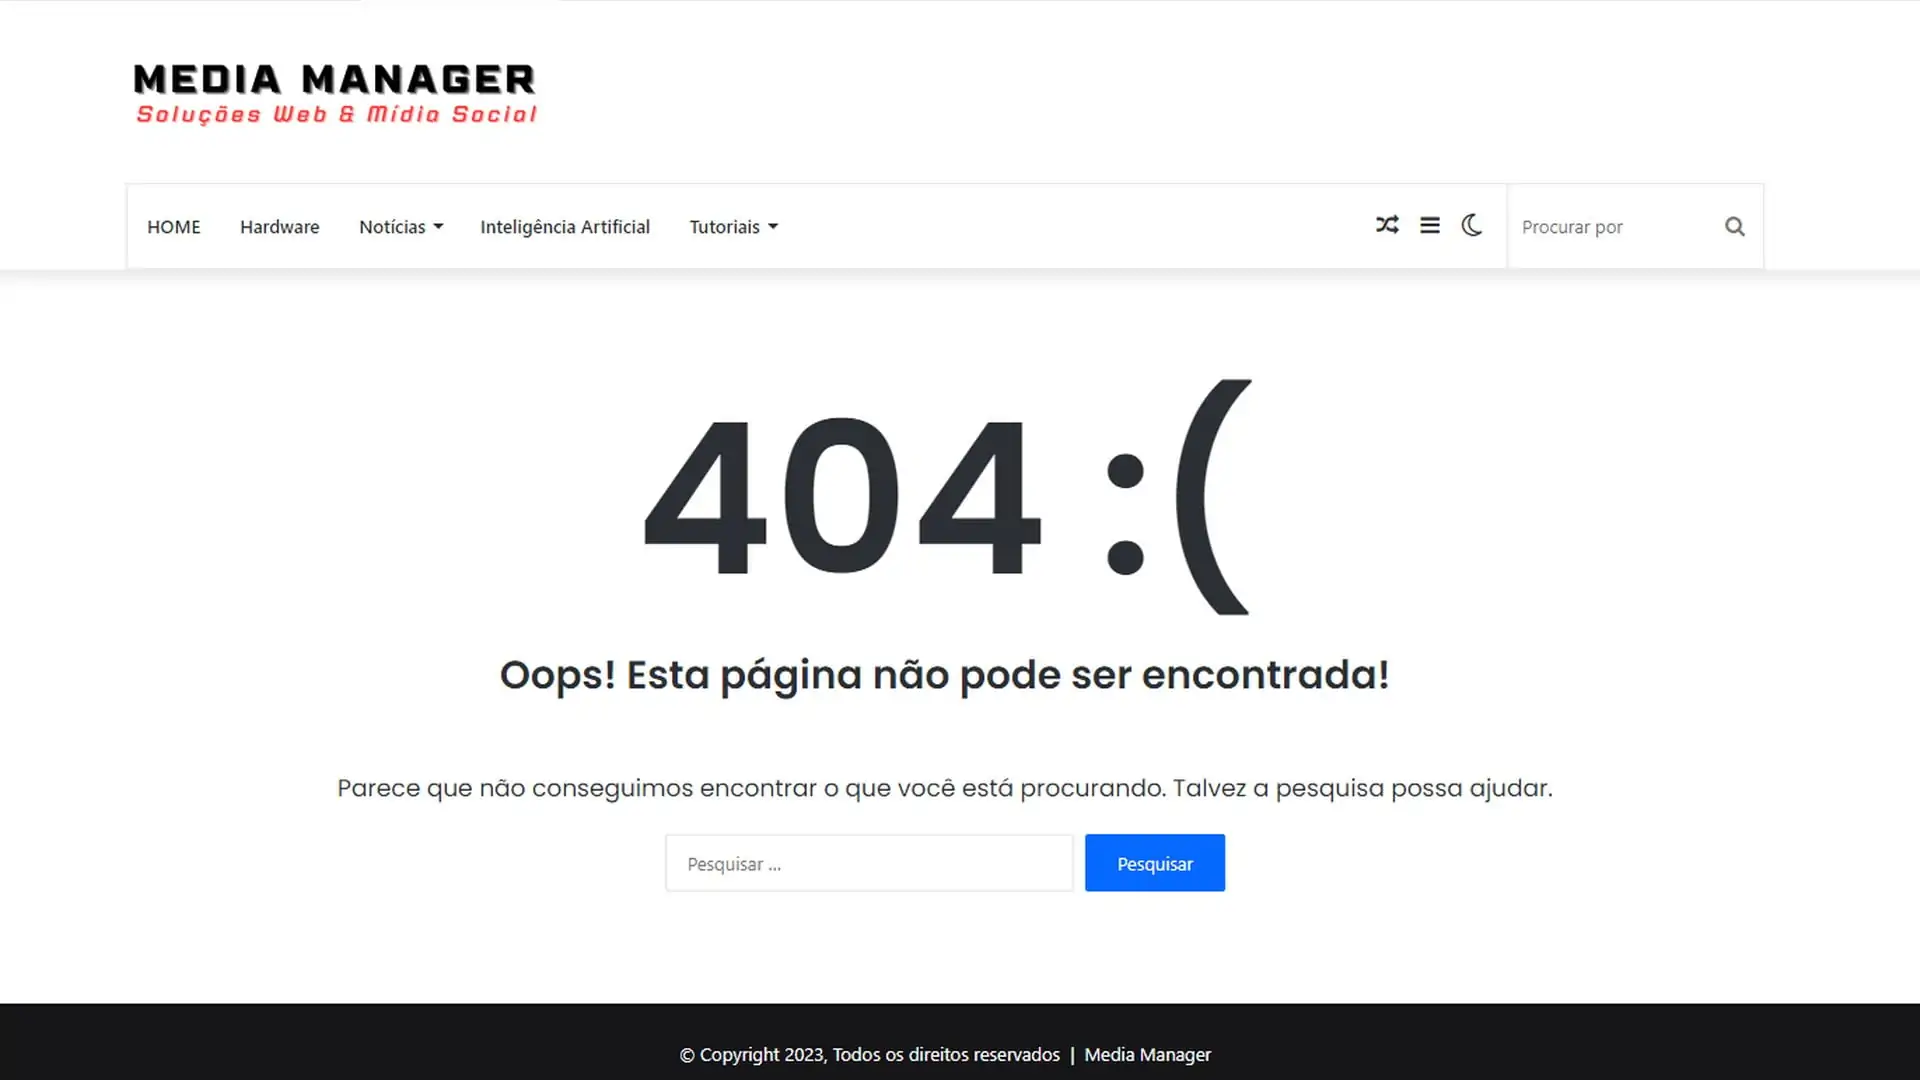 MEDIA MANAGER
Soluções Web & Mídia Social
HOME Hardware Notícias Inteligência Artificial Tutoriais Procurar por
404 :(
Oops! Esta página não pode ser encontrada!
Parece que não conseguimos encontrar o que você está procurando. Talvez a pesquisa possa ajudar.
Pesquisar ... Pesquisar
© Copyright 2023, Todos os direitos reservados | Media Manager